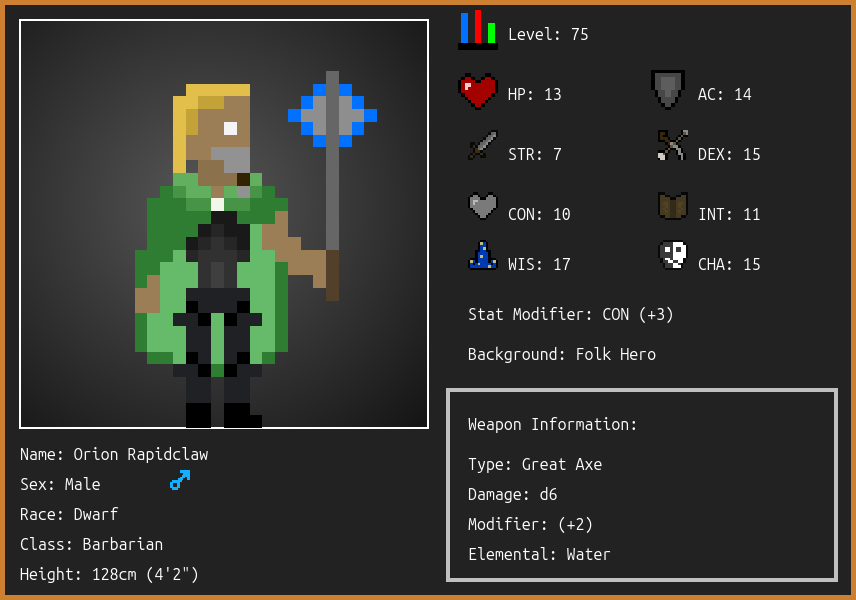 Level: 75
HP: 13
AC: 14
STR: 7
DEX: 15
CON: 10
INT: 11
WIS: 17
CHA: 15
Stat Modifier: CON (+3)
Background: Folk Hero
Weapon Information:
Type: Great Axe
Damage: d6
Modifier: (+2)
Elemental: Water
Name: Orion Rapidclaw
Sex: Male
Race: Dwarf
Class: Barbarian
Height: 128cm (4'2")